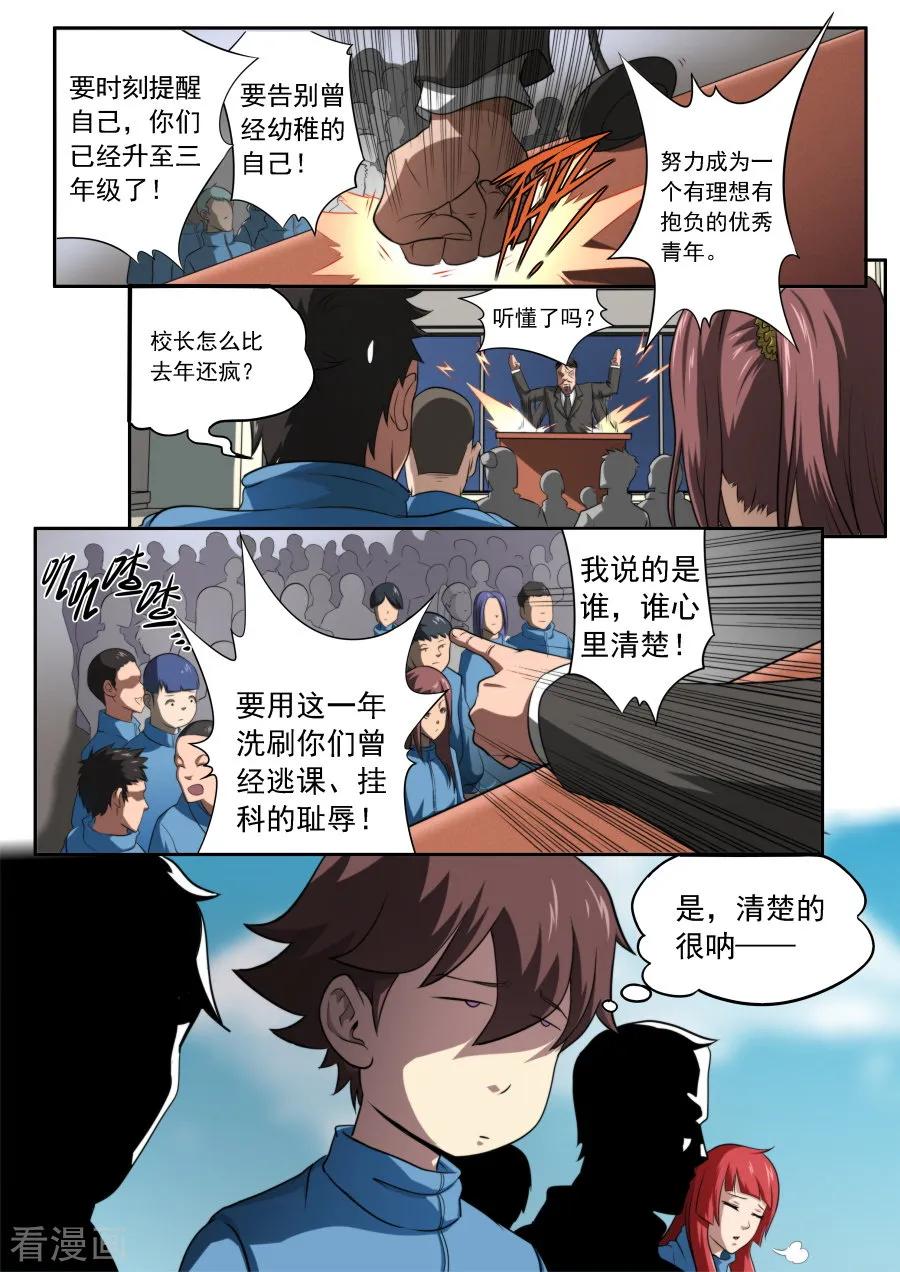 要时刻提醒
自己，你们
已经升至三
年级了！
要告别曾
经幼稚的
自己！
努力成为一
个有理想有
抱负的优秀
青年。
校长怎么比
去年还疯？
听懂了吗？
叽叽喳喳
我说的是
谁，谁心
里清楚！
要用这一年
洗刷你们曾
经逃课、挂
科的耻辱！
是，清楚的
很呐——
看漫画